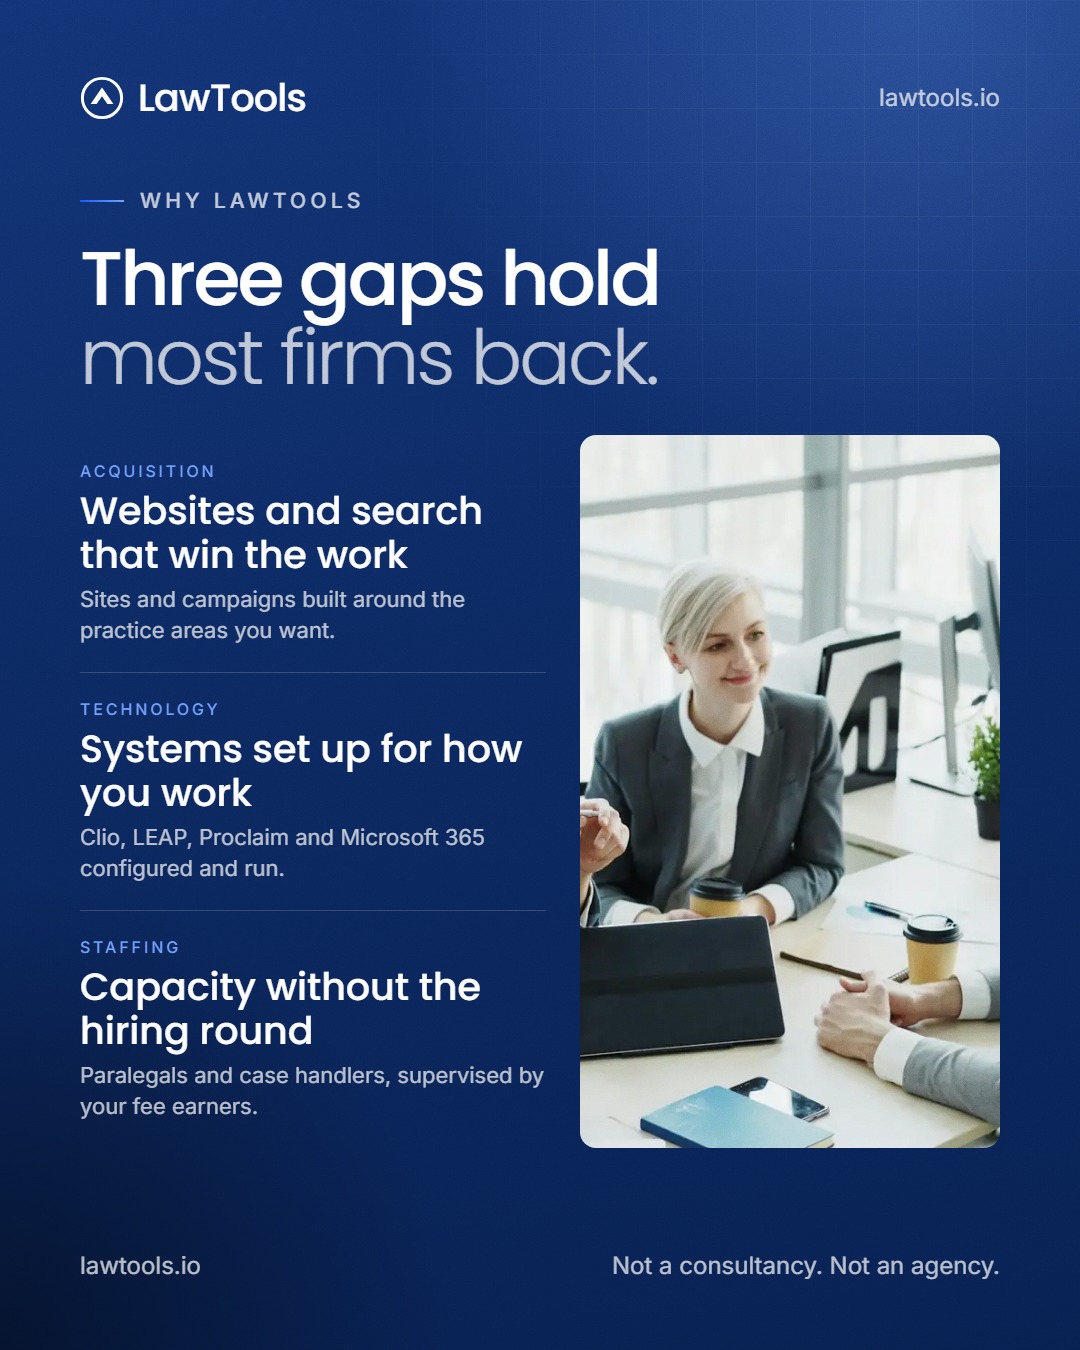 LawTools
lawtools.io
WHY LAWTOOLS
Three gaps hold
most firms back.
ACQUISITION
Websites and search
that win the work
Sites and campaigns built around the
practice areas you want.
TECHNOLOGY
Systems set up for how
you work
Clio, LEAP, Proclaim and Microsoft 365
configured and run.
STAFFING
Capacity without the
hiring round
Paralegals and case handlers, supervised by
your fee earners.
lawtools.io
Not a consultancy. Not an agency.